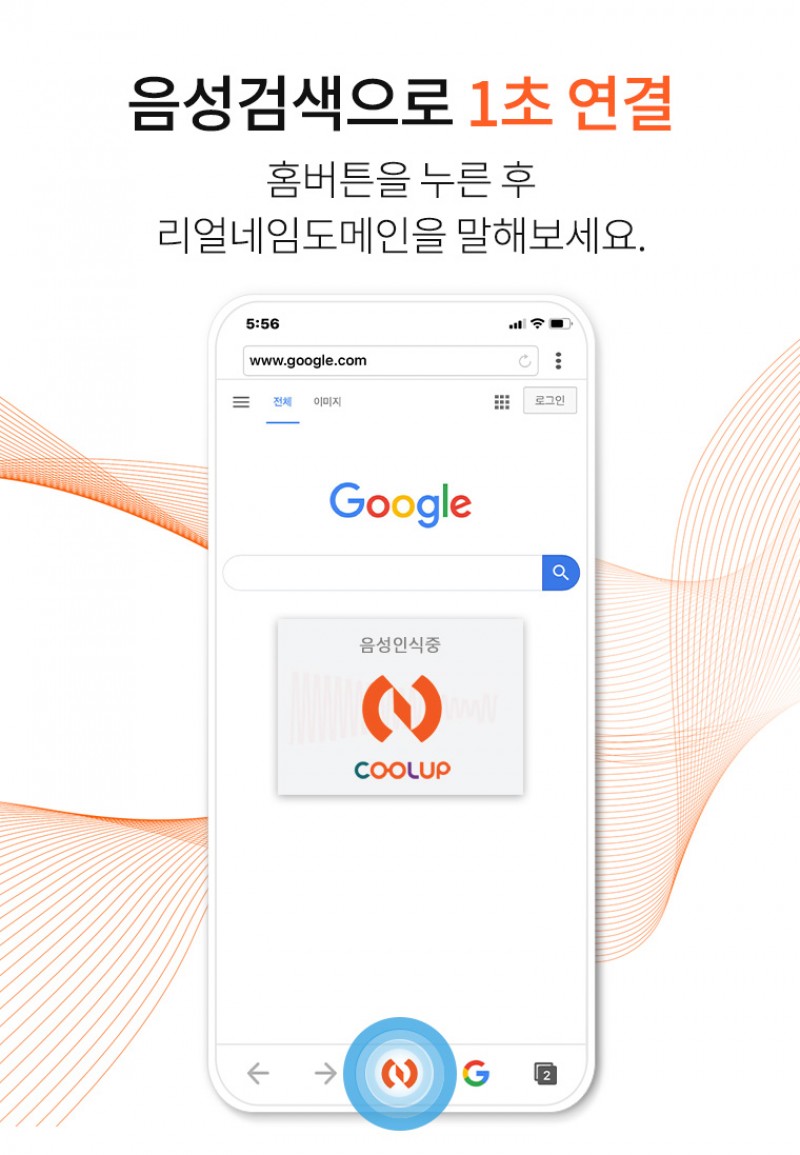 음성검색으로 1초 연결
홈버튼을 누른 후
리얼네임도메인을 말해보세요.
5:56
www.google.com
전체 이미지 로그인
Google
음성인식중
COOLUP
2